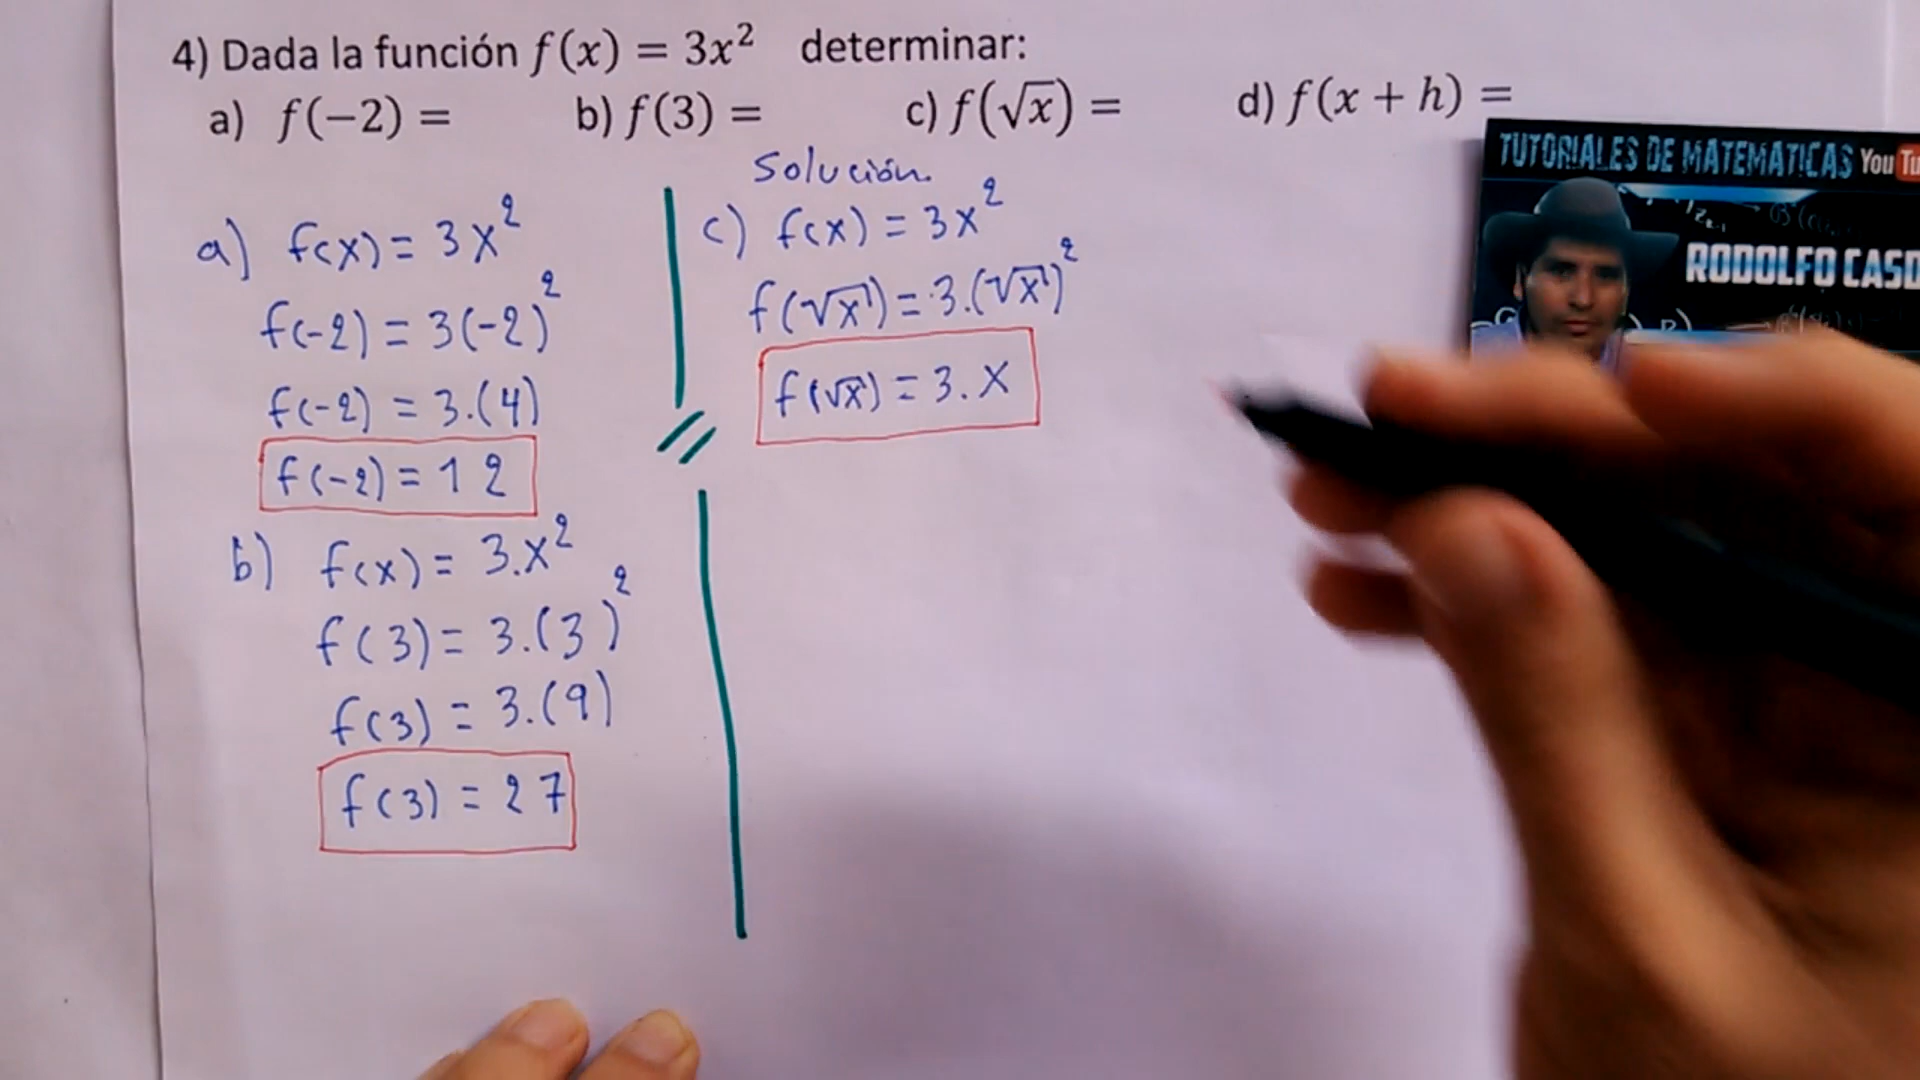 4) Dada la función f(x) = 3x² determinar:
a) f(−2) = b) f(3) = c) f(√x) = d) f(x + h) =
TUTORIALES DE MATEMATICAS You Tu
RODOLFO CASO
Solución.
a) f(x) = 3x²
f(-2) = 3(-2)²
f(-2) = 3.(4)
f(-2) = 12
b) f(x) = 3.x²
f(3) = 3.(3)²
f(3) = 3.(9)
f(3) = 27
c) f(x) = 3x²
f(√x) = 3.(√x)²
f(√x) = 3.x